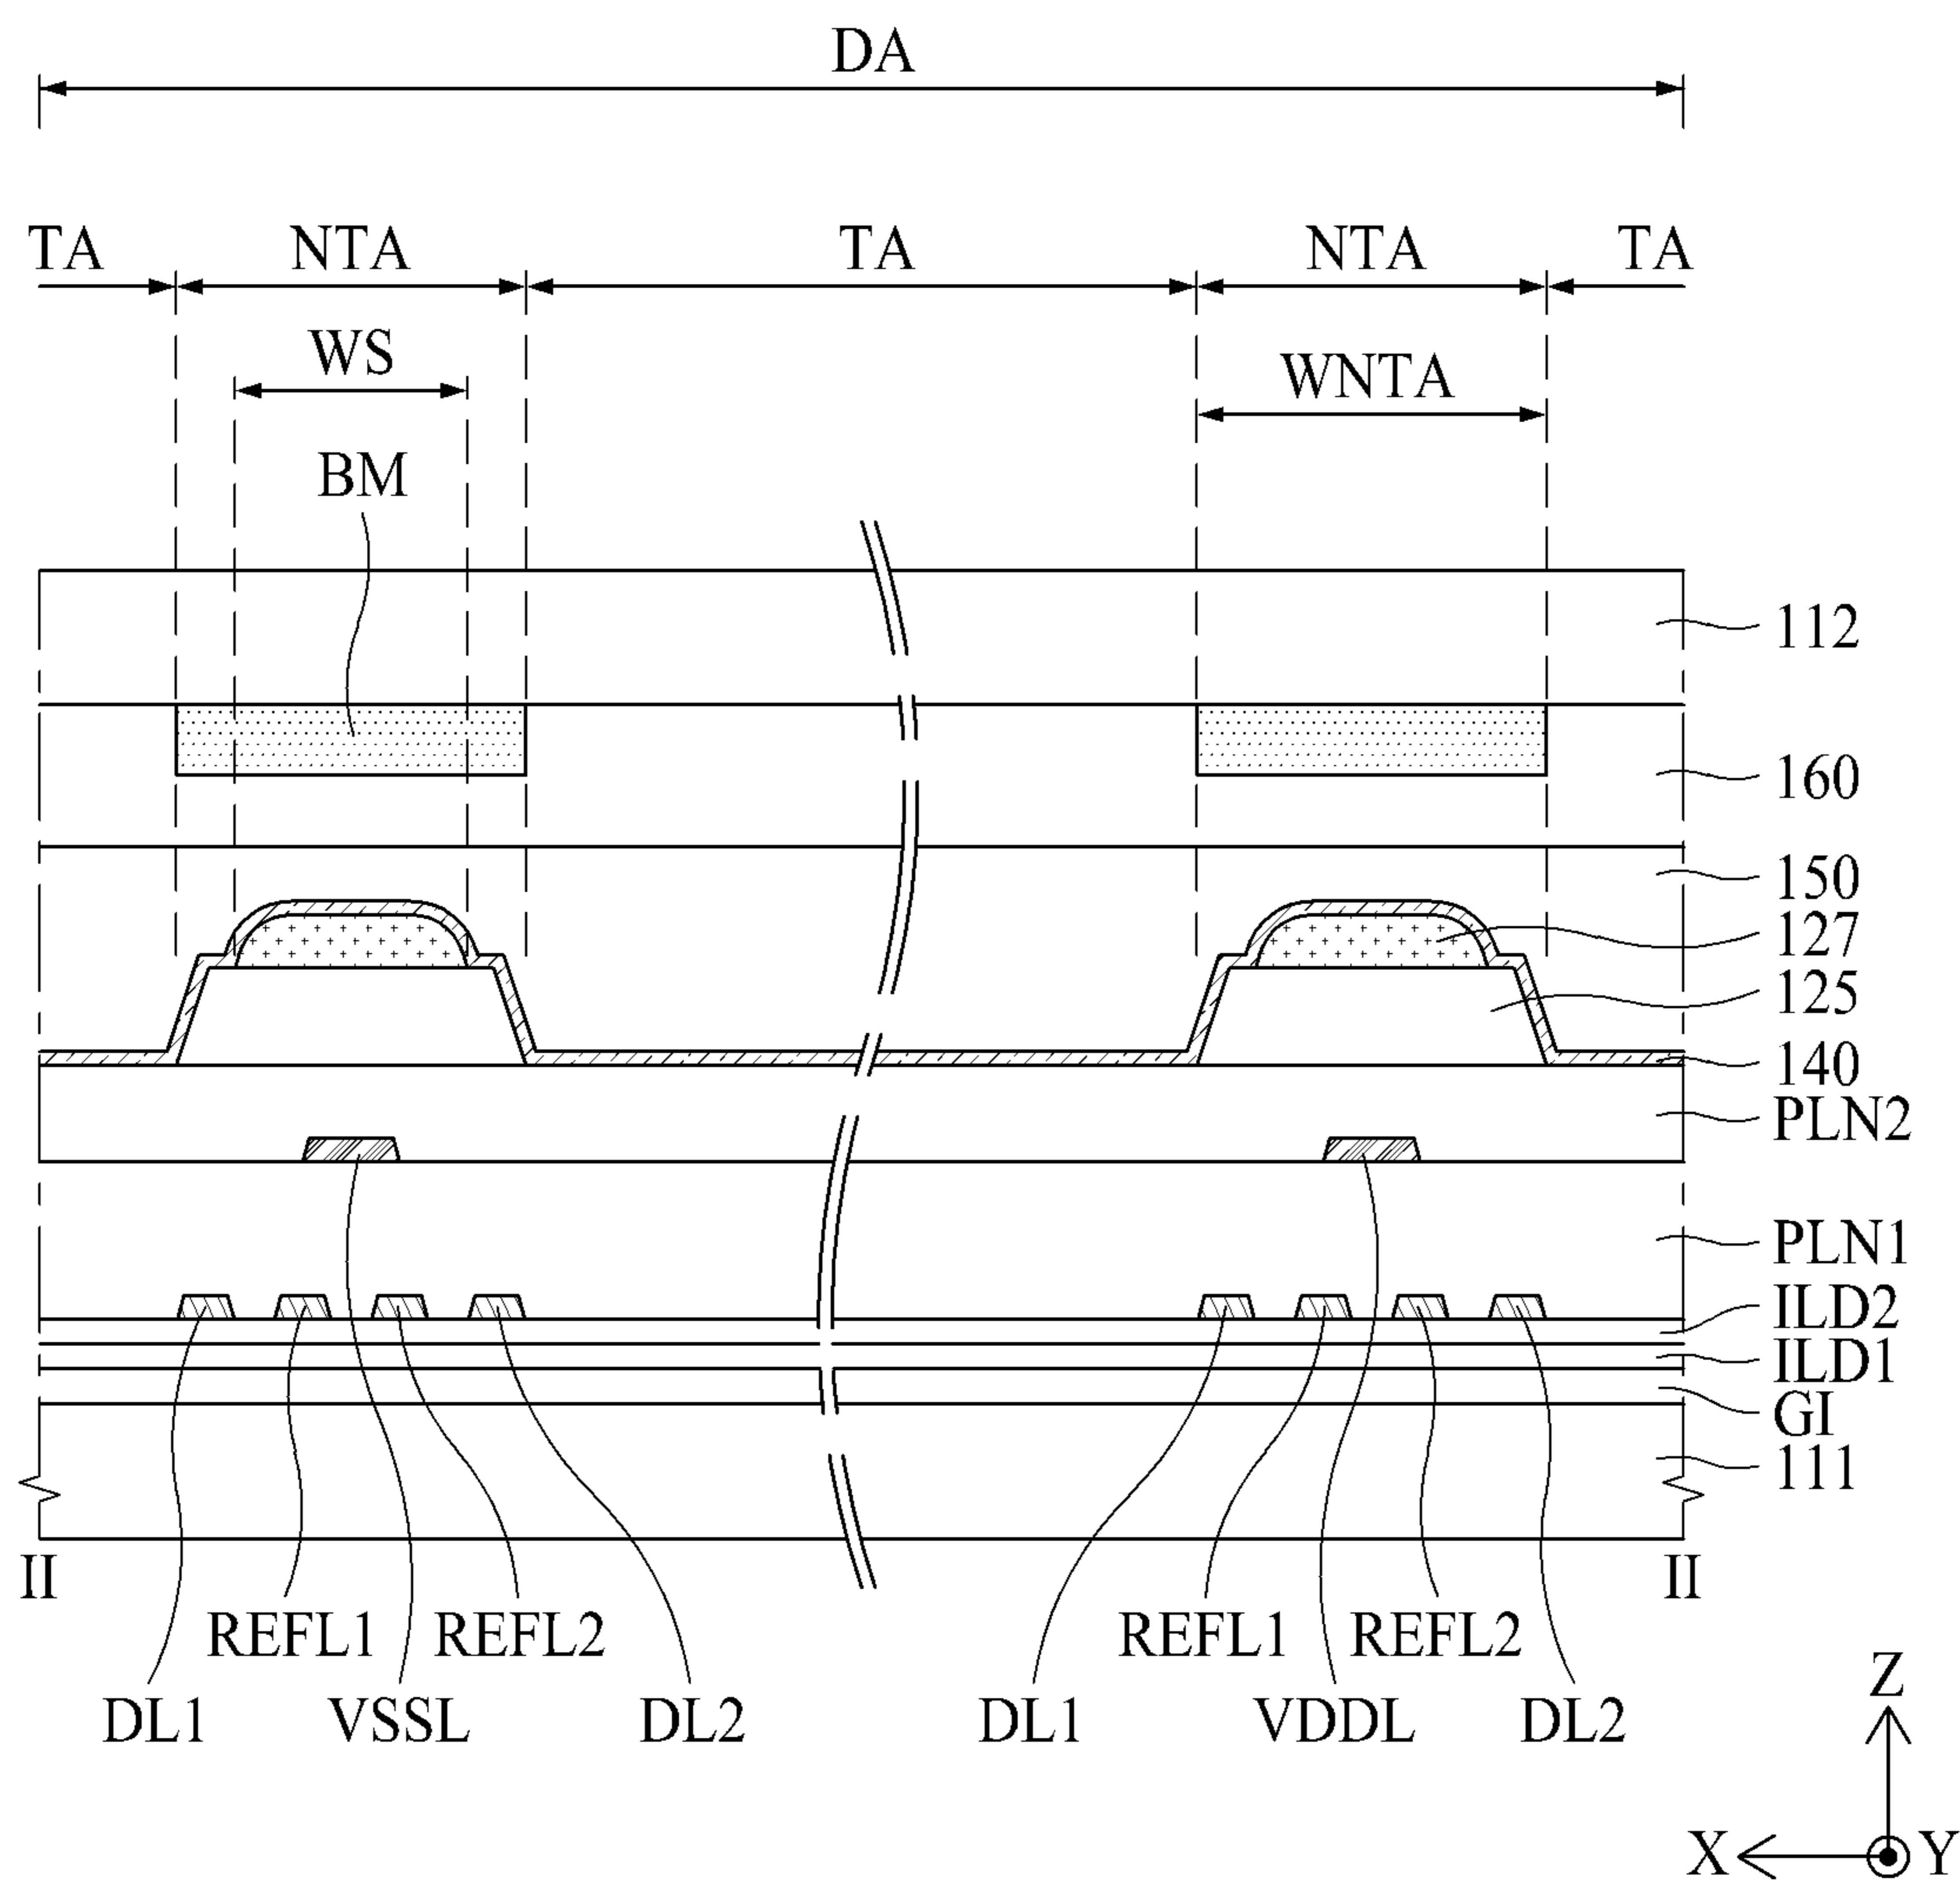 DA
TA NTA TA NTA TA
WS
WNTA
BM
112
160
150
127
125
140
PLN2
PLN1
ILD2
ILD1
GI
111
II II
REFL1 REFL2 REFL1 REFL2
DL1 VSSL DL2 DL1 VDDL DL2
Z
X Y